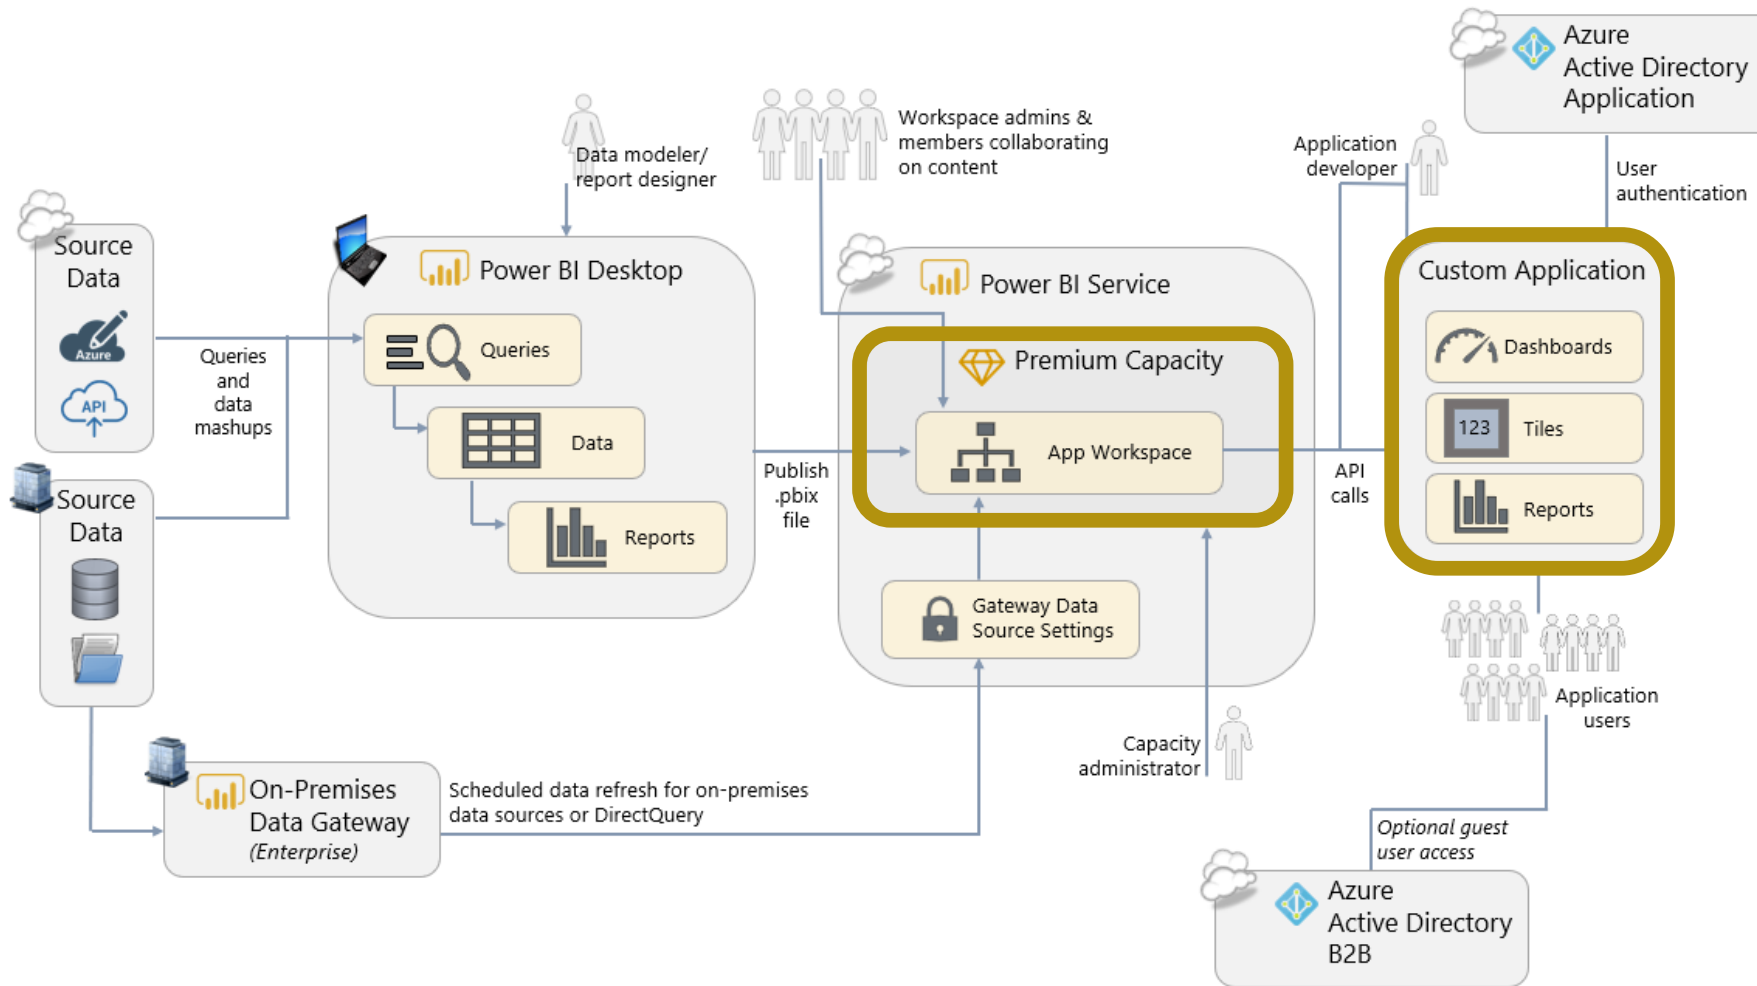 Azure
Active Directory
Application
Workspace admins &
members collaborating
on content
Data modeler/
report designer
Application
developer
User
authentication
Source
Data
Azure
API
Queries
and
data
mashups
Source
Data
Power BI Desktop
Queries
Data
Reports
Publish
.pbix
file
Power BI Service
Premium Capacity
App Workspace
Gateway Data
Source Settings
API
calls
Custom Application
Dashboards
123
Tiles
Reports
Application
users
Capacity
administrator
On-Premises
Data Gateway
(Enterprise)
Scheduled data refresh for on-premises
data sources or DirectQuery
Optional guest
user access
Azure
Active Directory
B2B